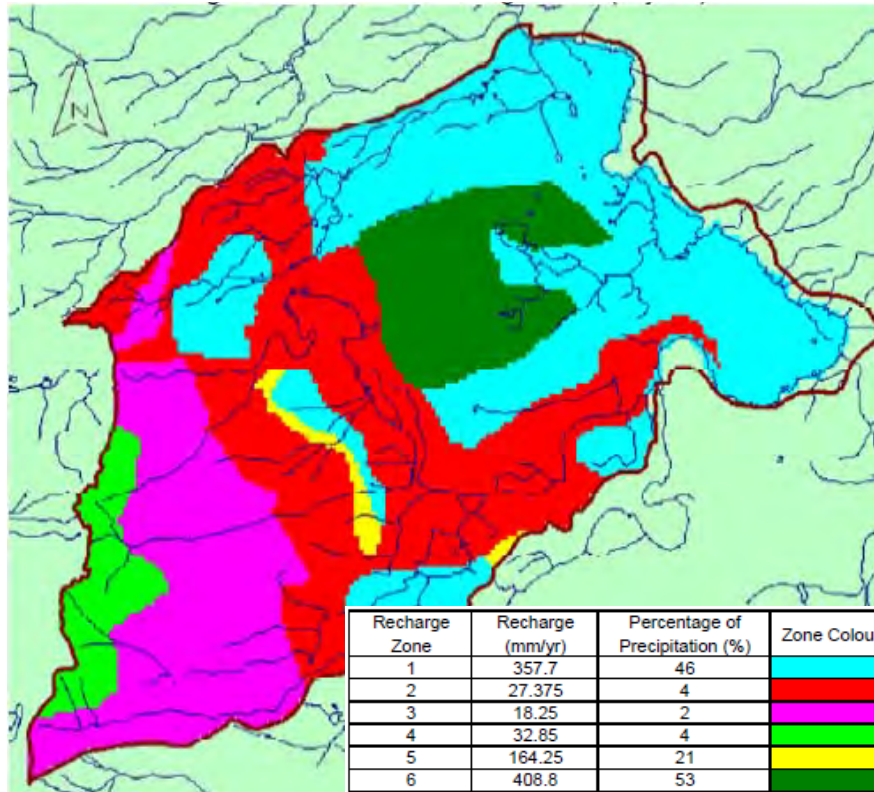 N
Recharge Zone Recharge (mm/yr) Percentage of Precipitation (%) Zone Colou
1 357.7 46
2 27.375 4
3 18.25 2
4 32.85 4
5 164.25 21
6 408.8 53